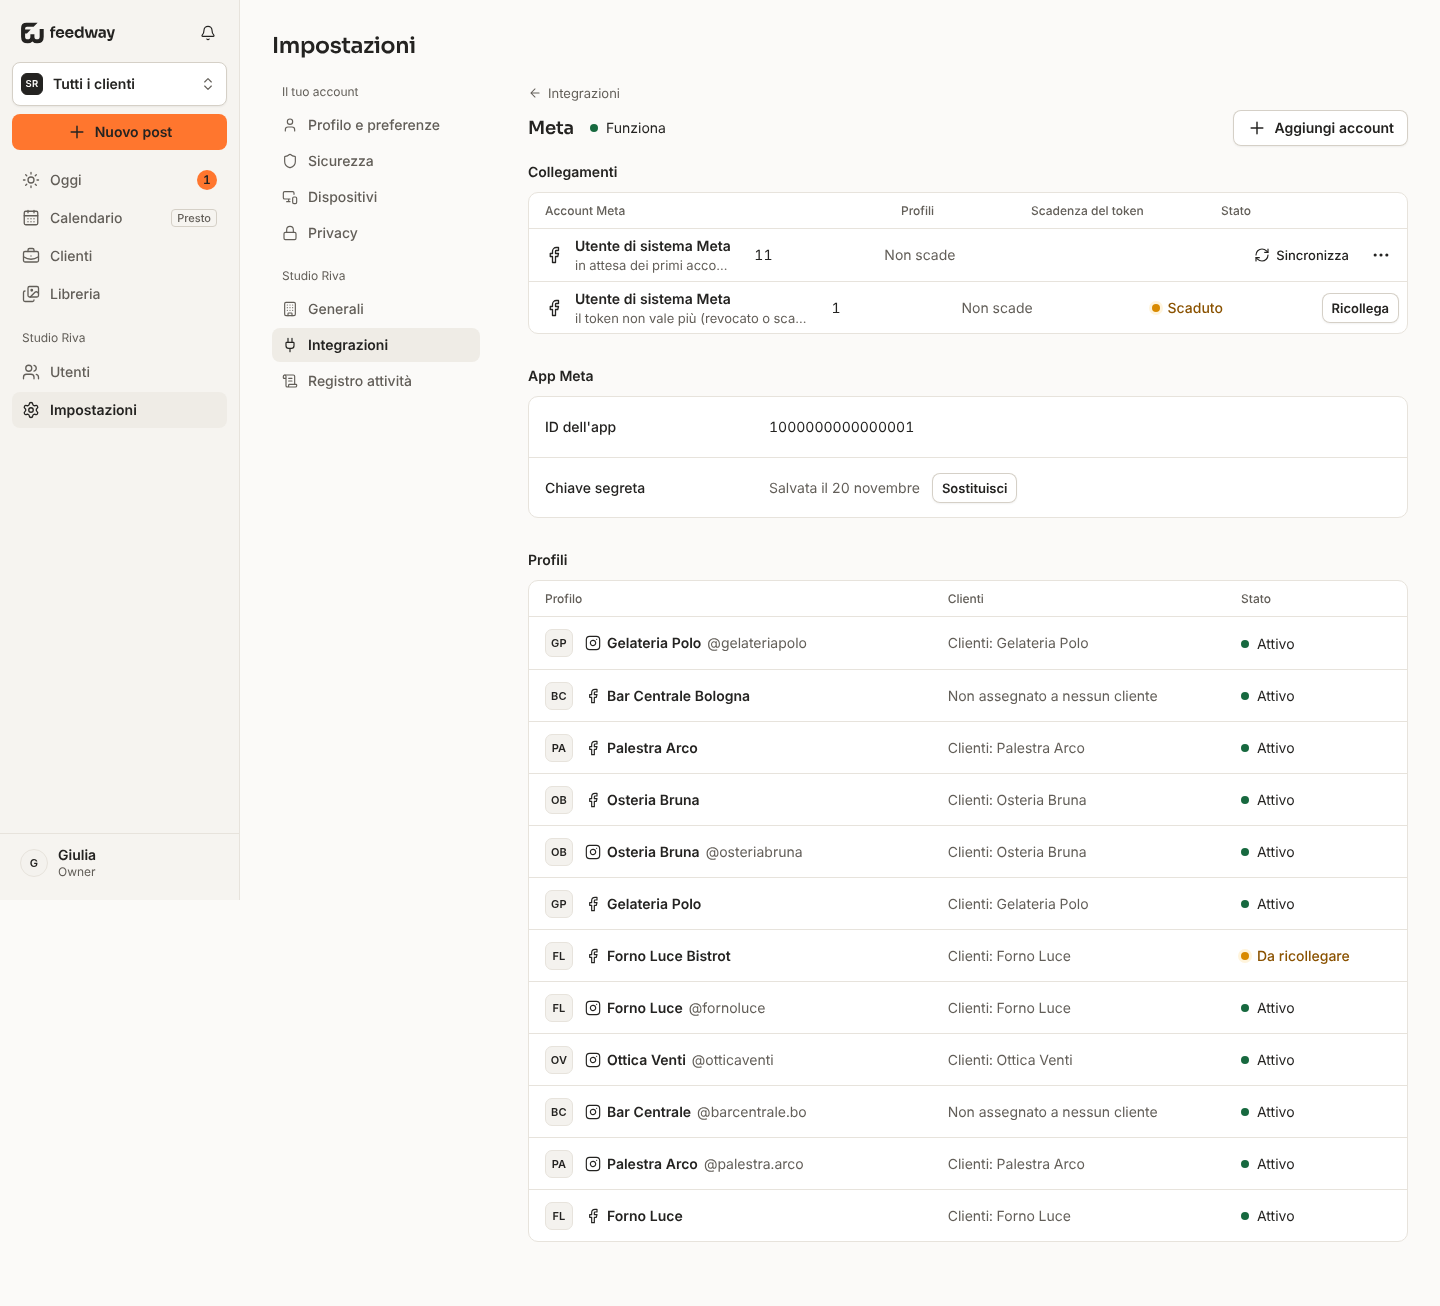 feedway
SR Tutti i clienti
Nuovo post
Oggi 1
Calendario Presto
Clienti
Libreria
Studio Riva
Utenti
Impostazioni
G Giulia
Owner
Impostazioni
Il tuo account
Profilo e preferenze
Sicurezza
Dispositivi
Privacy
Studio Riva
Generali
Integrazioni
Registro attività
Integrazioni
Meta Funziona Aggiungi account
Collegamenti
Account Meta Profili Scadenza del token Stato
Utente di sistema Meta 11 Non scade Sincronizza
in attesa dei primi acco...
Utente di sistema Meta 1 Non scade Scaduto Ricollega
il token non vale più (revocato o sca...
App Meta
ID dell'app 1000000000000001
Chiave segreta Salvata il 20 novembre Sostituisci
Profili
Profilo Clienti Stato
GP Gelateria Polo @gelateriapolo Clienti: Gelateria Polo Attivo
BC Bar Centrale Bologna Non assegnato a nessun cliente Attivo
PA Palestra Arco Clienti: Palestra Arco Attivo
OB Osteria Bruna Clienti: Osteria Bruna Attivo
OB Osteria Bruna @osteriabruna Clienti: Osteria Bruna Attivo
GP Gelateria Polo Clienti: Gelateria Polo Attivo
FL Forno Luce Bistrot Clienti: Forno Luce Da ricollegare
FL Forno Luce @fornoluce Clienti: Forno Luce Attivo
OV Ottica Venti @otticaventi Clienti: Ottica Venti Attivo
BC Bar Centrale @barcentrale.bo Non assegnato a nessun cliente Attivo
PA Palestra Arco @palestra.arco Clienti: Palestra Arco Attivo
FL Forno Luce Clienti: Forno Luce Attivo